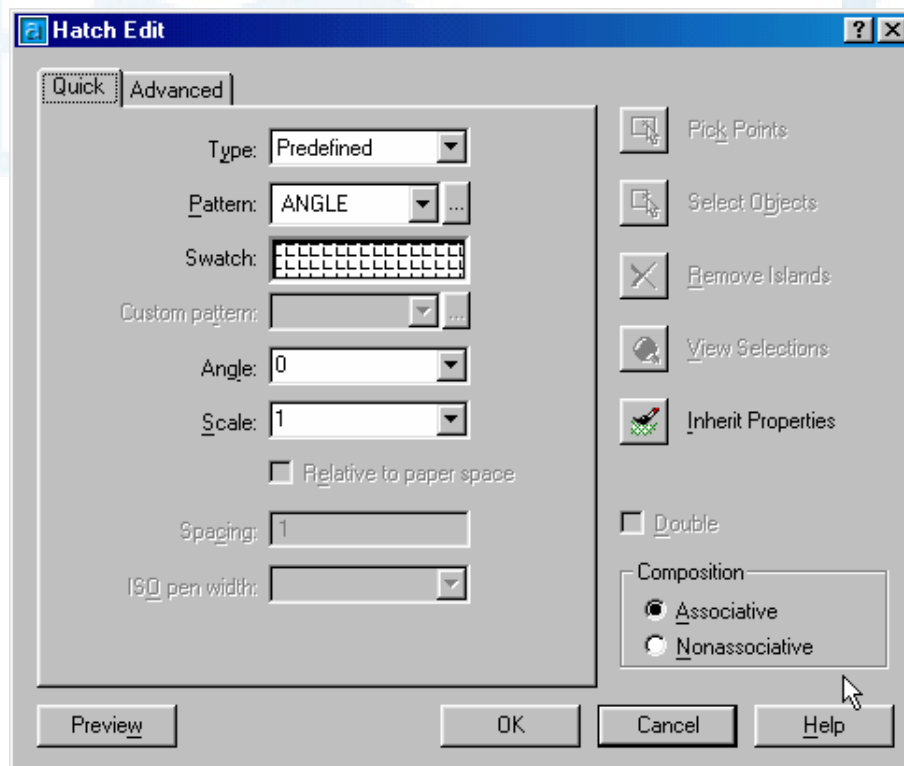 Hatch Edit
Quick
Advanced
Type: Predefined
Pattern: ANGLE ...
Swatch:
Custom pattern: ...
Angle: 0
Scale: 1
Relative to paper space
Spacing: 1
ISO pen width:
Pick Points
Select Objects
Remove Islands
View Selections
Inherit Properties
Double
Composition
Associative
Nonassociative
Preview
OK
Cancel
Help